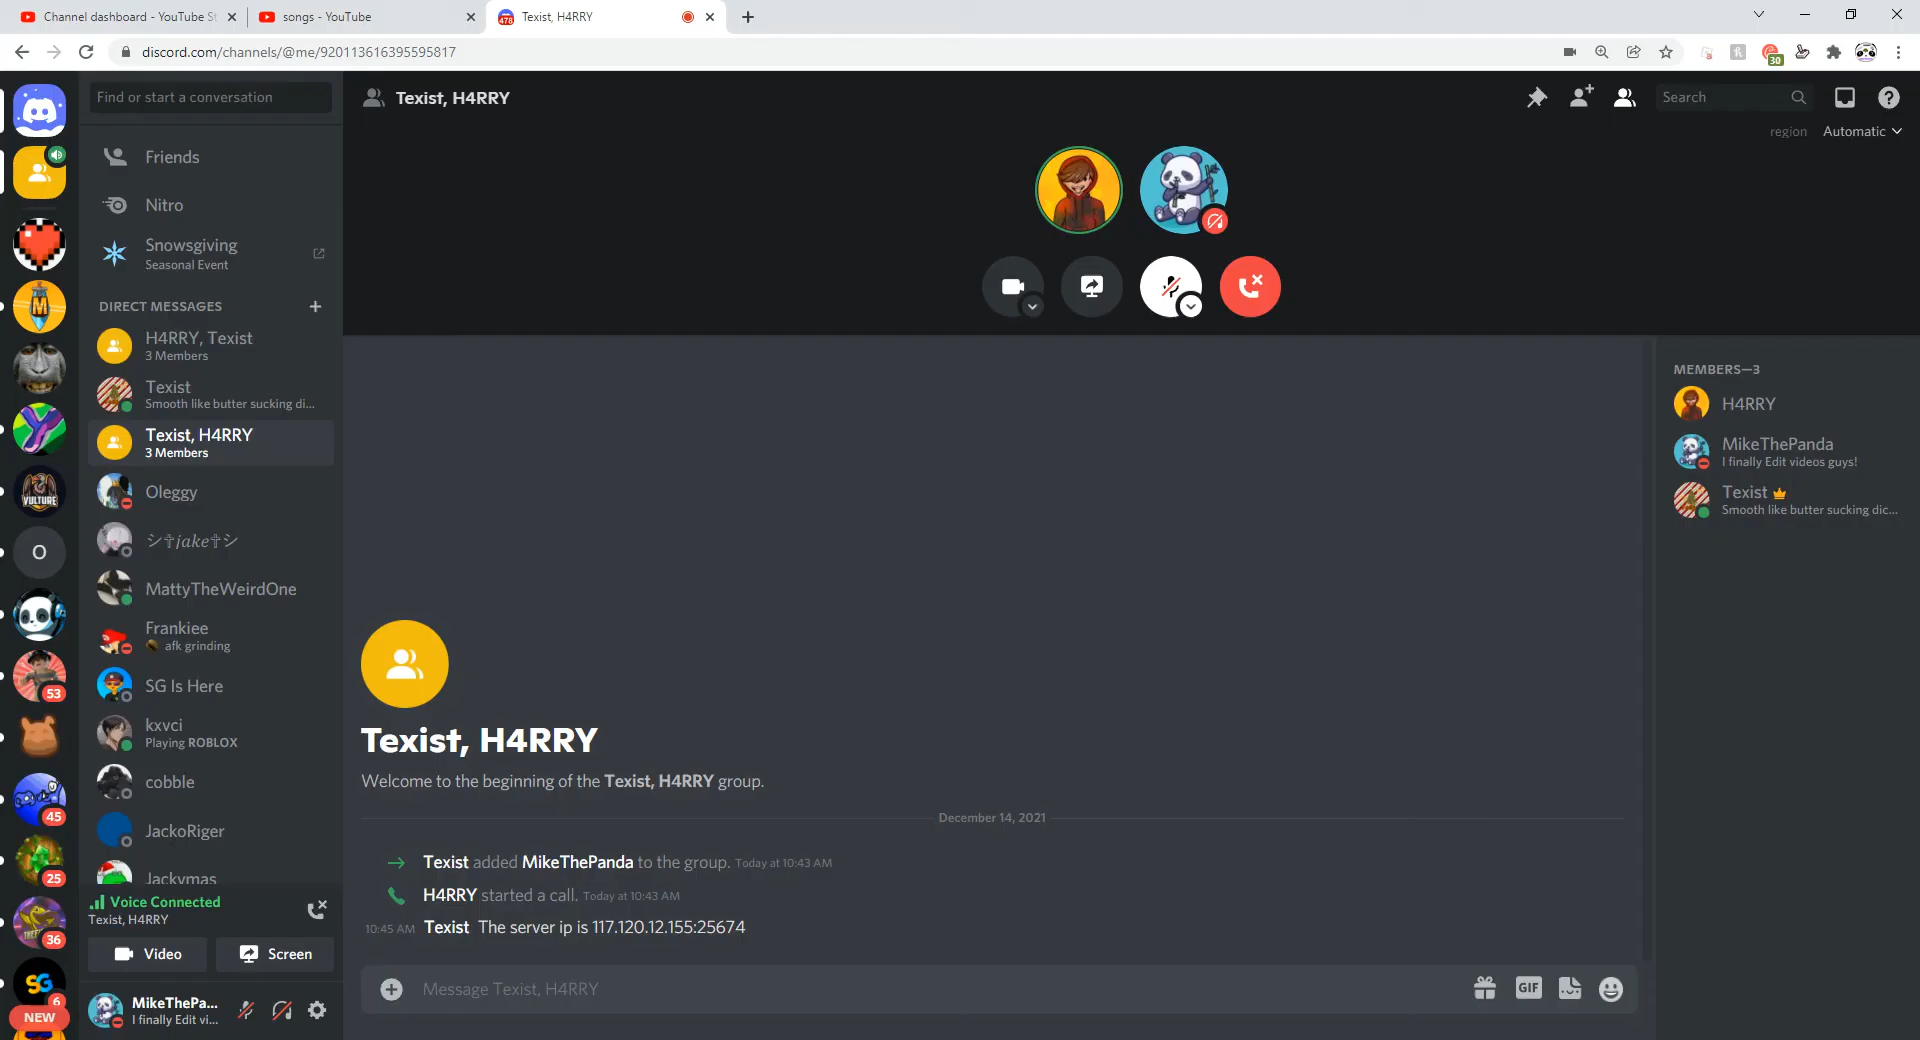 Channel dashboard - YouTube St
songs - YouTube
478
Texist, H4RRY
discord.com/channels/@me/920113616395595817
30
Find or start a conversation
Texist, H4RRY
Search
region
Automatic
Friends
Nitro
Snowsgiving
Seasonal Event
DIRECT MESSAGES
H4RRY, Texist
3 Members
Texist
Smooth like butter sucking di...
Texist, H4RRY
3 Members
Oleggy
シ✞𝑗𝑎𝑘𝑒✞シ
MattyTheWeirdOne
Frankiee
afk grinding
SG Is Here
kxvci
Playing ROBLOX
cobble
JackoRiger
Jackymas
M
VULTURE
O
53
45
25
36
SG
6
NEW
Voice Connected
Texist, H4RRY
Video
Screen
MikeThePa...
I finally Edit vi...
Texist, H4RRY
Welcome to the beginning of the Texist, H4RRY group.
December 14, 2021
Texist added MikeThePanda to the group. Today at 10:43 AM
H4RRY started a call. Today at 10:43 AM
10:45 AM Texist The server ip is 117.120.12.155:25674
Message Texist, H4RRY
GIF
MEMBERS—3
H4RRY
MikeThePanda
I finally Edit videos guys!
Texist
Smooth like butter sucking dic...